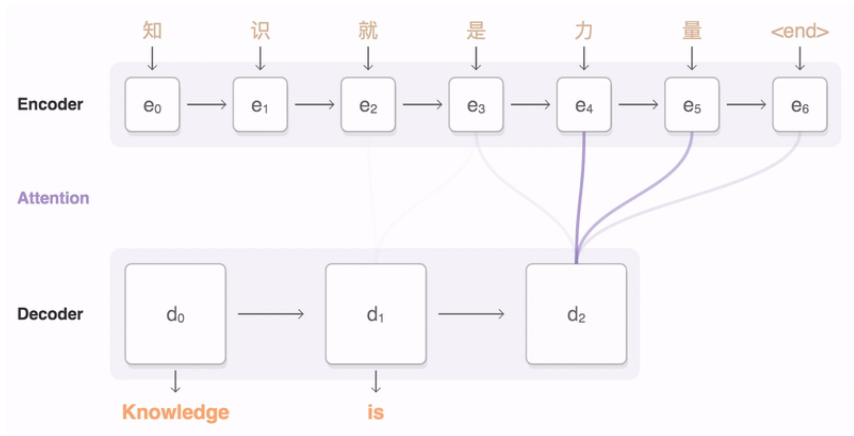 知 识 就 是 力 量 <end>
Encoder e₀ e₁ e₂ e₃ e₄ e₅ e₆
Attention
Decoder d₀ d₁ d₂
Knowledge is